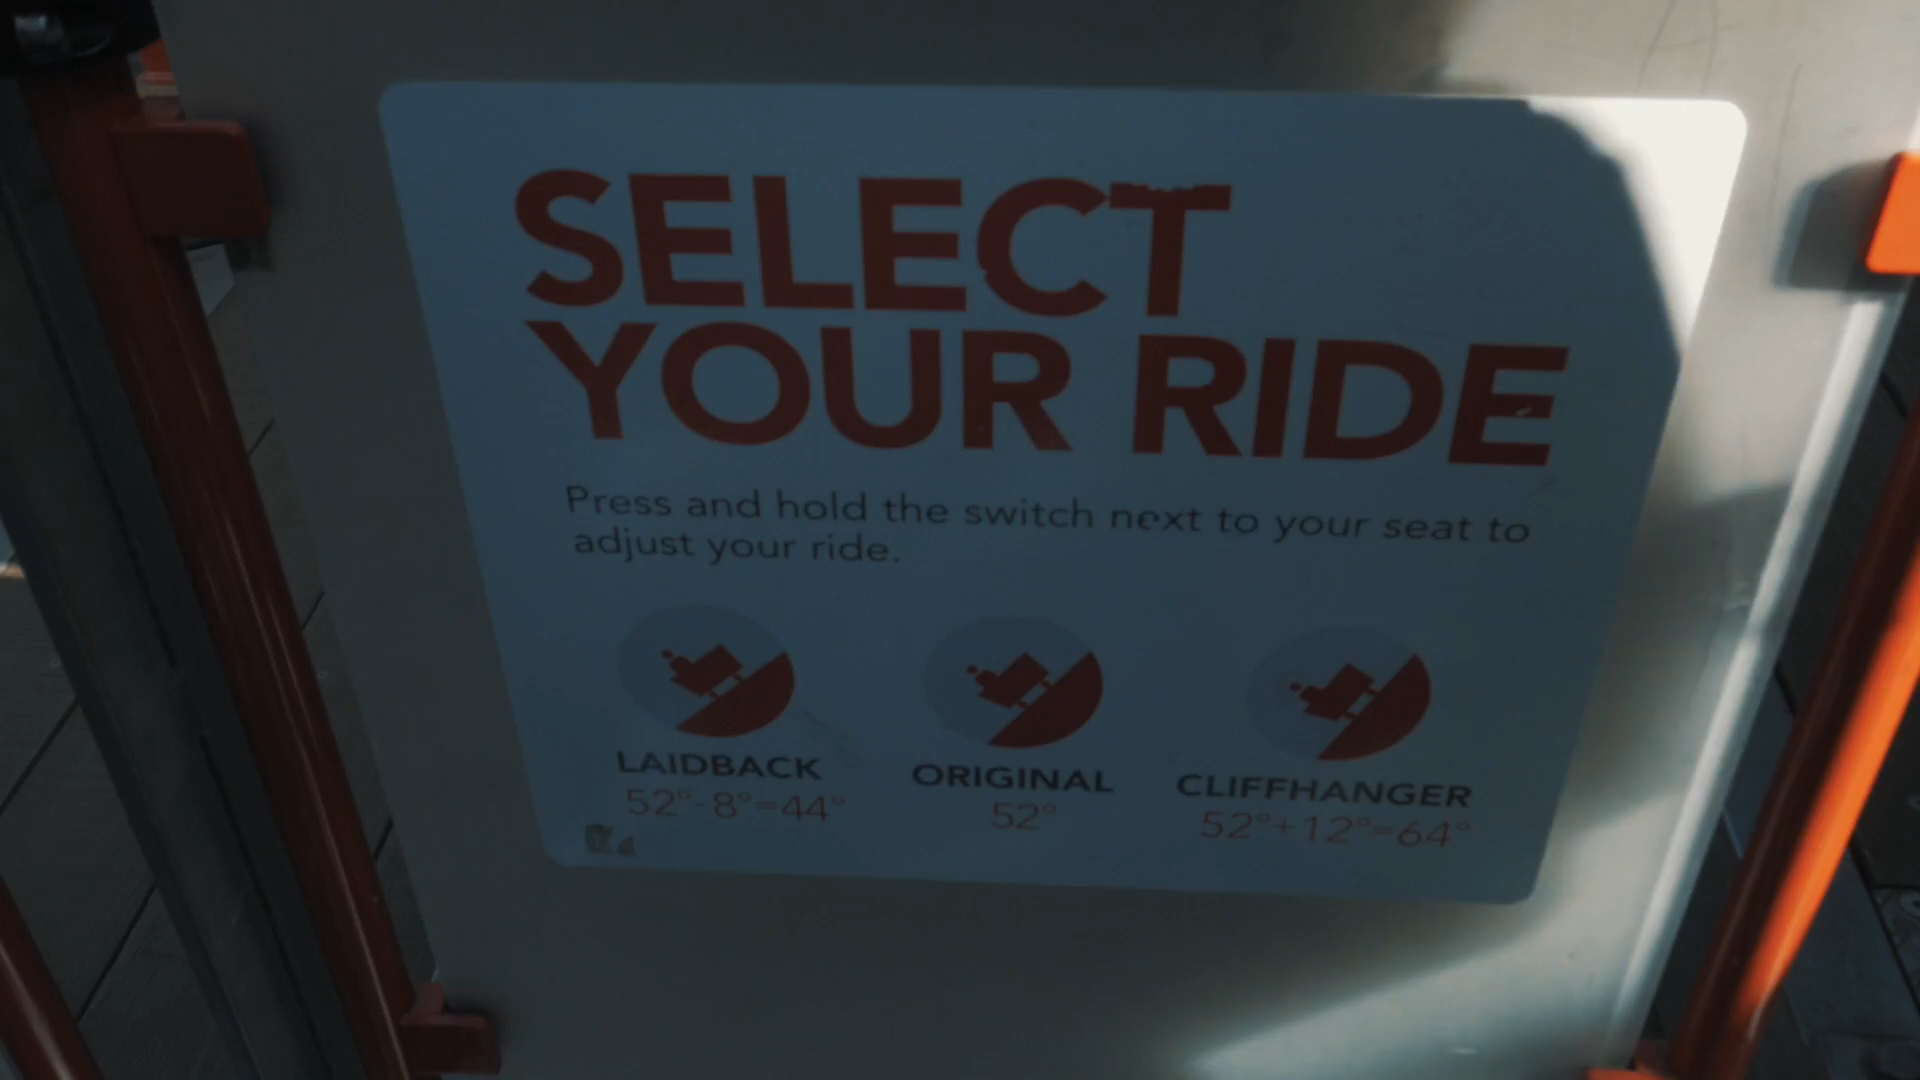 SELECT
YOUR RIDE
Press and hold the switch next to your seat to
adjust your ride.
LAIDBACK ORIGINAL CLIFFHANGER
52°-8°=44° 52° 52°+12°=64°